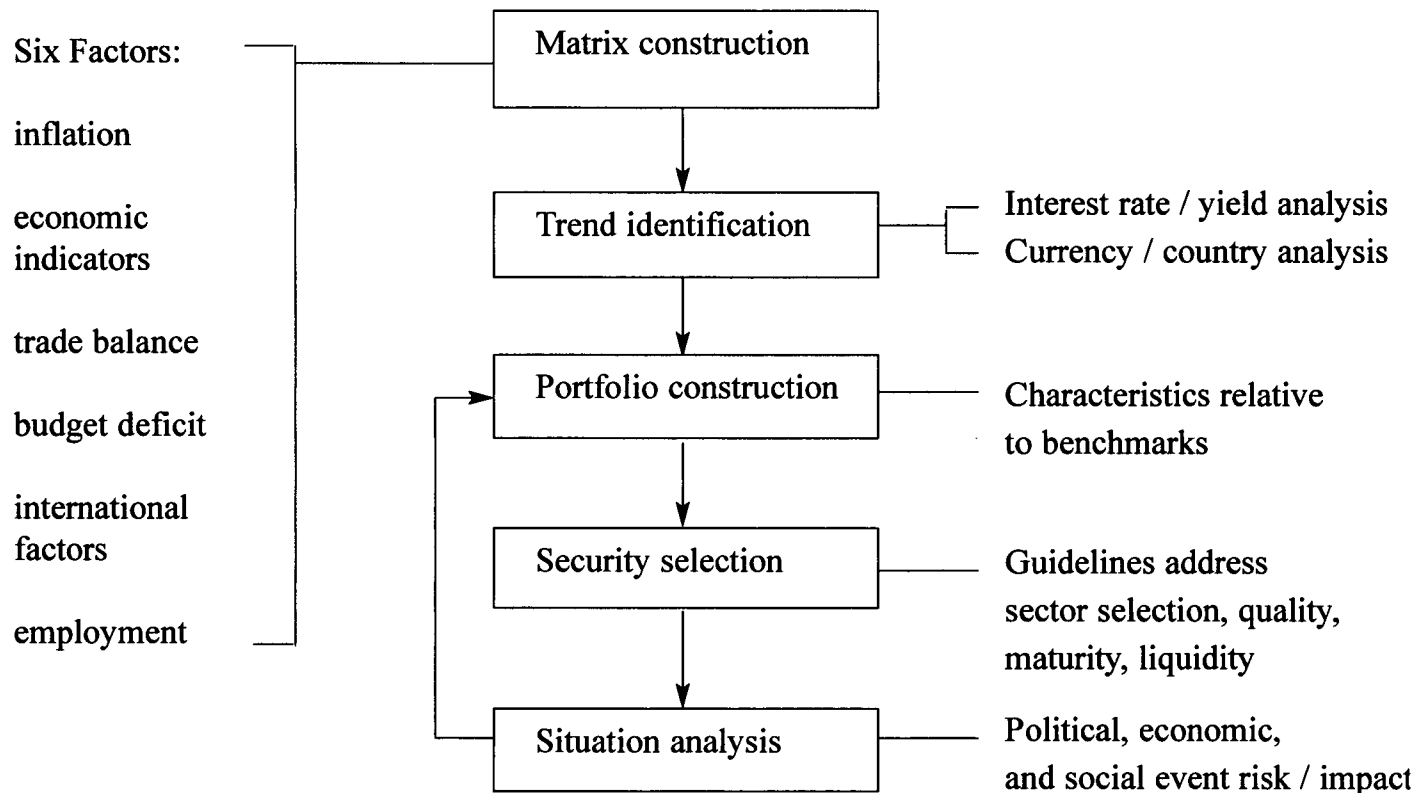 Six Factors:
inflation
economic
indicators
trade balance
budget deficit
international
factors
employment
Matrix construction
Trend identification
Interest rate / yield analysis
Currency / country analysis
Portfolio construction
Characteristics relative
to benchmarks
Security selection
Guidelines address
sector selection, quality,
maturity, liquidity
Situation analysis
Political, economic,
and social event risk / impact